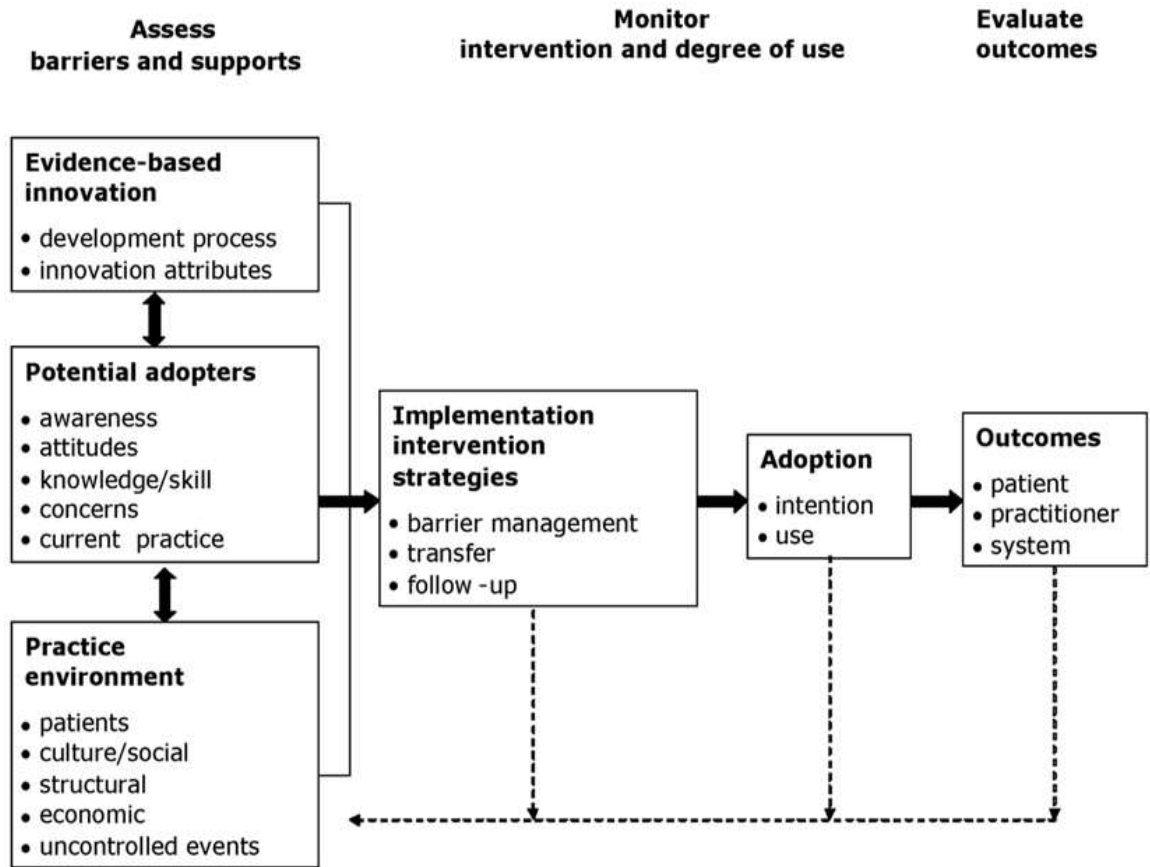 Assess
barriers and supports
Monitor
intervention and degree of use
Evaluate
outcomes
Evidence-based
innovation
• development process
• innovation attributes
Potential adopters
• awareness
• attitudes
• knowledge/skill
• concerns
• current practice
Practice
environment
• patients
• culture/social
• structural
• economic
• uncontrolled events
Implementation
intervention
strategies
• barrier management
• transfer
• follow -up
Adoption
• intention
• use
Outcomes
• patient
• practitioner
• system